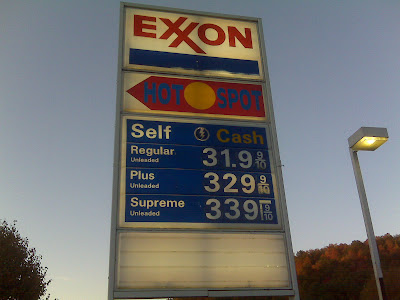 EXXON
HOT SPOT
Self Cash
Regular
Unleaded
31.9 9/10
Plus
Unleaded
329 9/10
Supreme
Unleaded
339 9/10